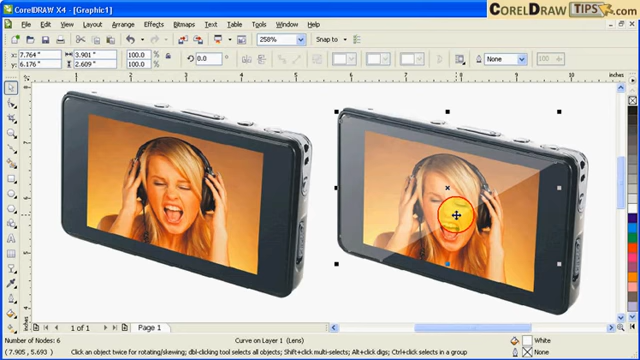 CorelDRAW X4 - [Graphic1]
CORELDRAW TIPS.com
File Edit View Layout Arrange Effects Bitmaps Text Table Tools Window Help
258% Snap to
x: 7.764 "
y: 6.176 "
3.901 "
2.609 "
100.0
100.0
%
0.0
None
100
inches
1 of 1 Page 1
Number of Nodes: 6 Curve on Layer 1 (Lens) White
(7.905, 5.693) Click an object twice for rotating/skewing; dbl-clicking tool selects all objects; Shift+click multi-selects; Alt+click digs; Ctrl+click selects in a group None